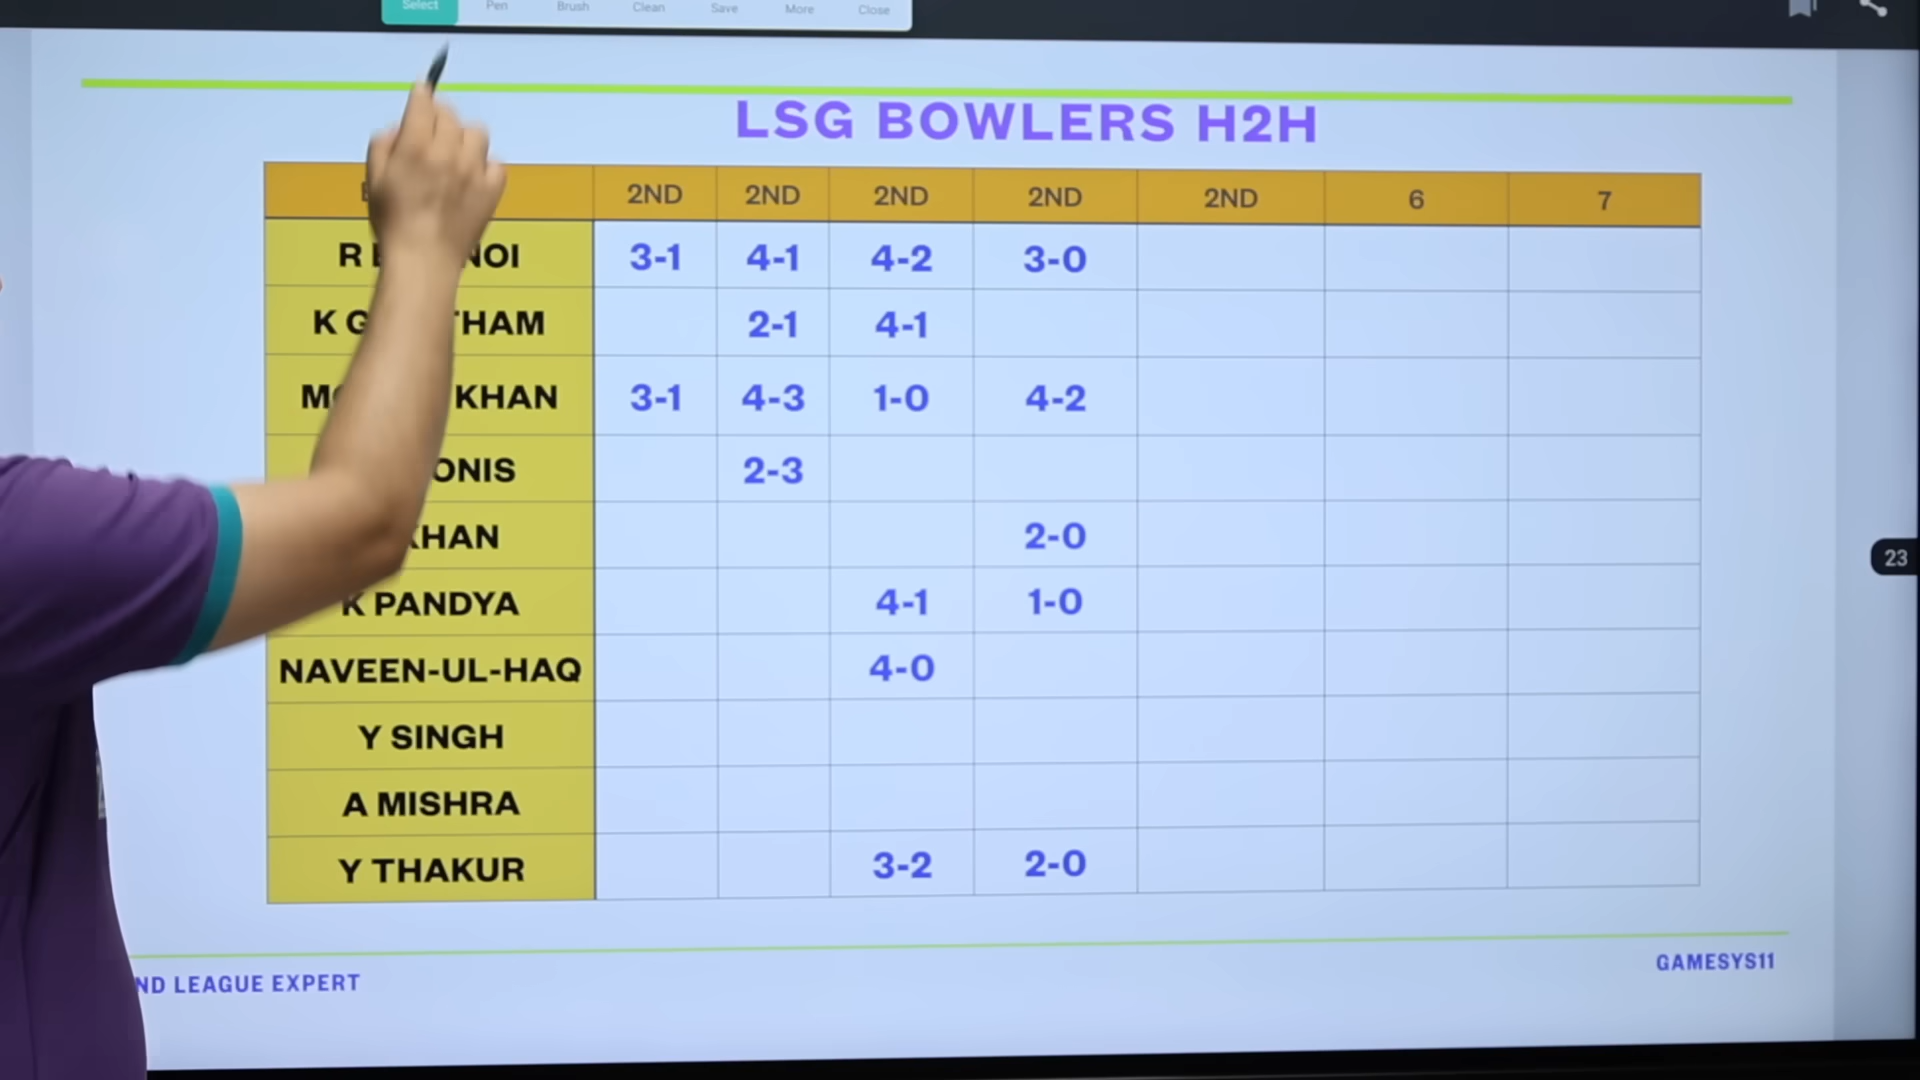 Select Pen Brush Clean Save More Close
LSG BOWLERS H2H
2ND 2ND 2ND 2ND 2ND 6 7
R NOI 3-1 4-1 4-2 3-0
K G THAM 2-1 4-1
MO KHAN 3-1 4-3 1-0 4-2
ONIS 2-3
KHAN 2-0
K PANDYA 4-1 1-0
NAVEEN-UL-HAQ 4-0
Y SINGH
A MISHRA
Y THAKUR 3-2 2-0
23
ND LEAGUE EXPERT
GAMESYS11